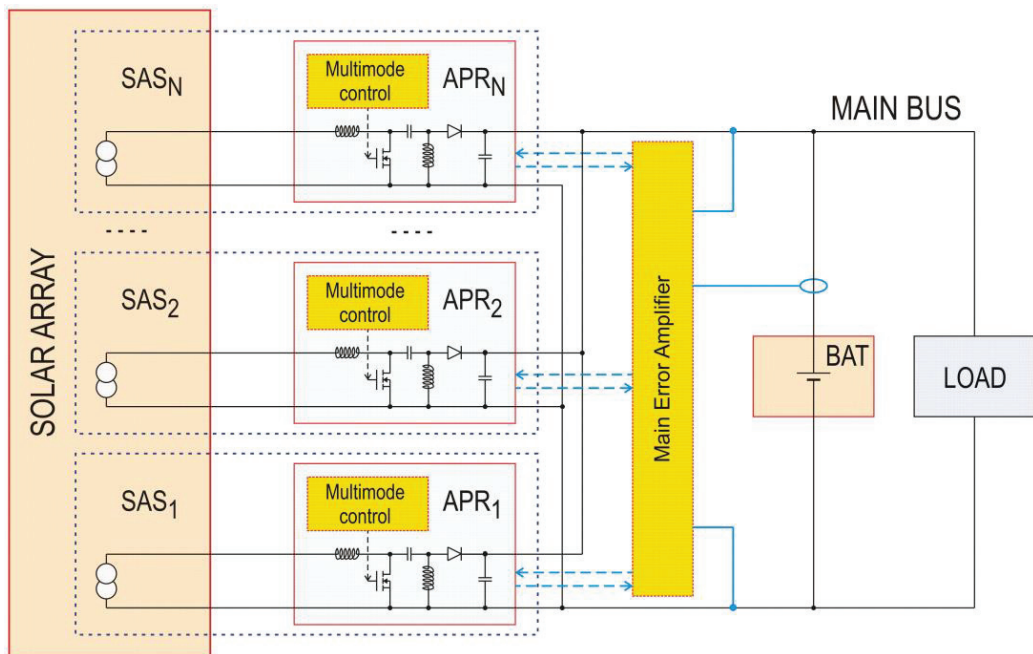 SOLAR ARRAY
SAS_N
Multimode
control
APR_N
MAIN BUS
SAS_2
Multimode
control
APR_2
Main Error Amplifier
BAT
LOAD
SAS_1
Multimode
control
APR_1